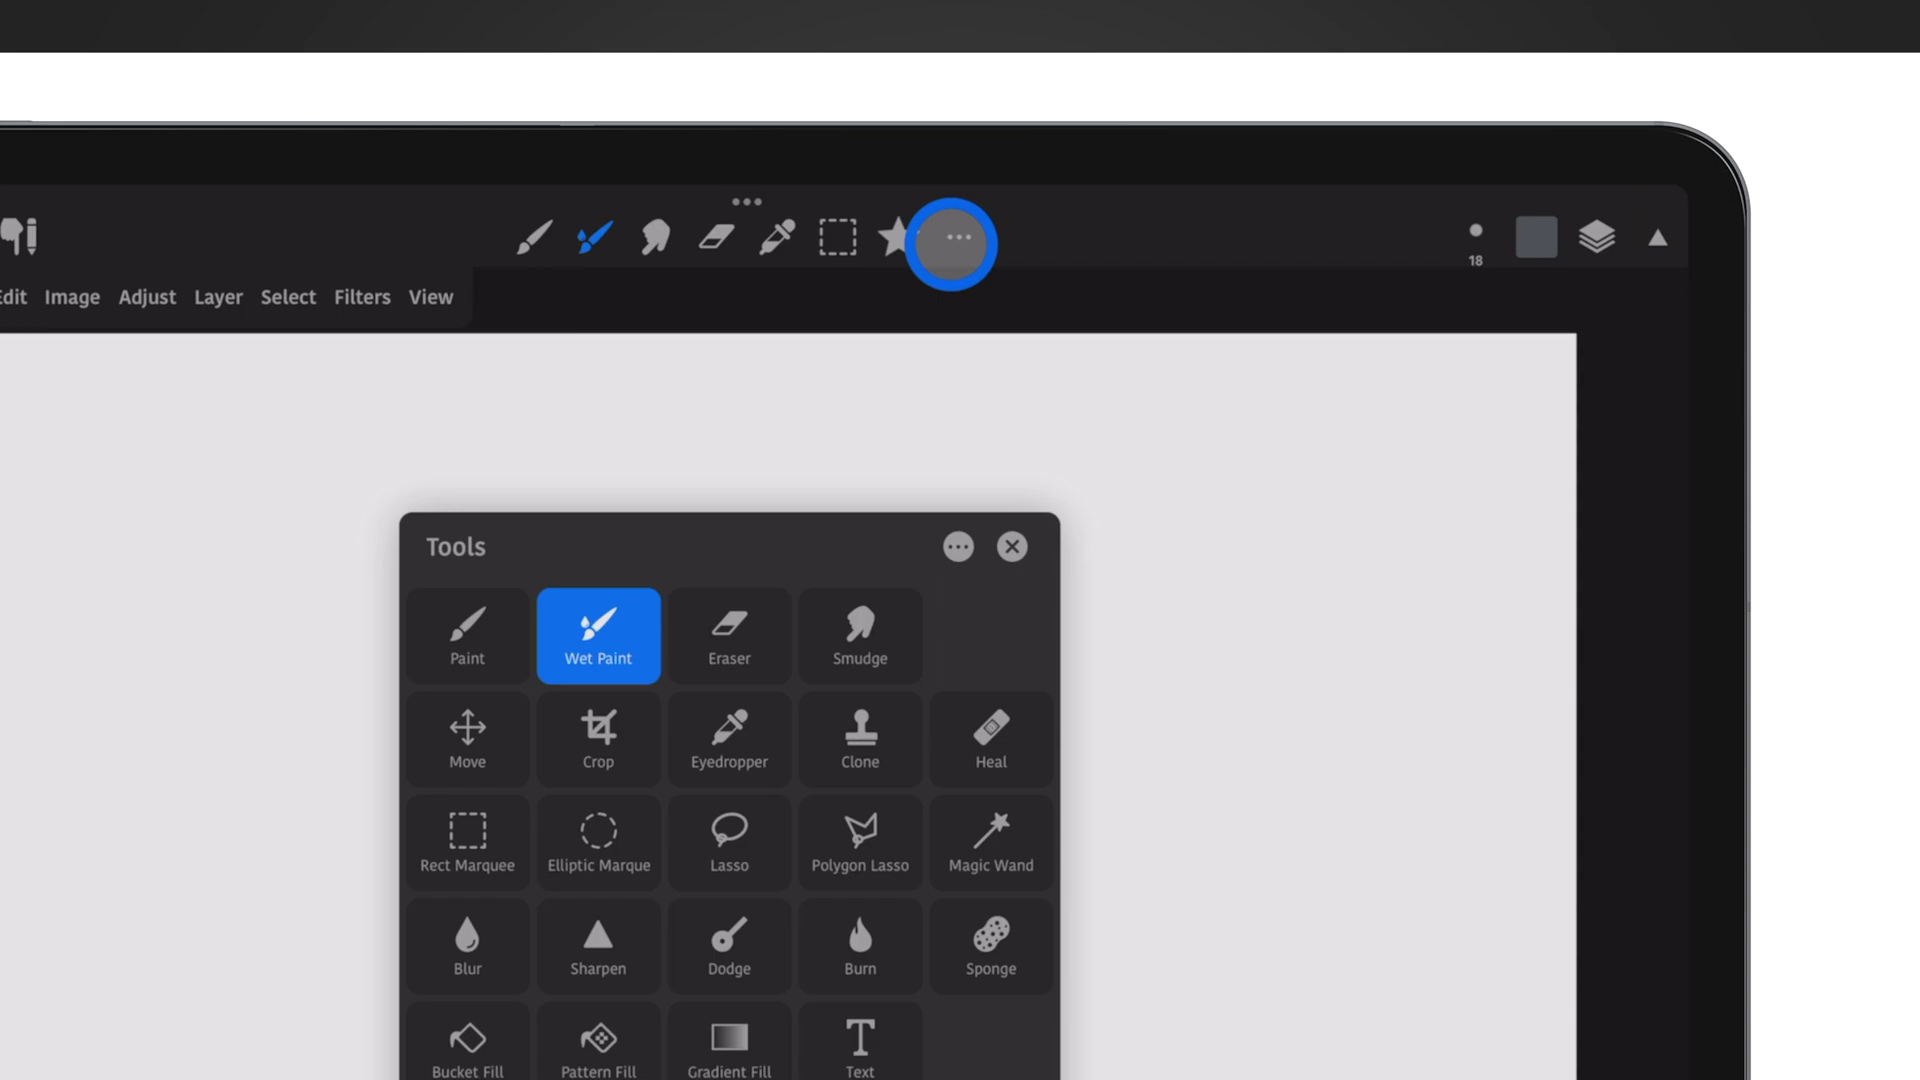 18
Edit Image Adjust Layer Select Filters View
Tools
Paint Wet Paint Eraser Smudge
Move Crop Eyedropper Clone Heal
Rect Marquee Elliptic Marque Lasso Polygon Lasso Magic Wand
Blur Sharpen Dodge Burn Sponge
Bucket Fill Pattern Fill Gradient Fill Text